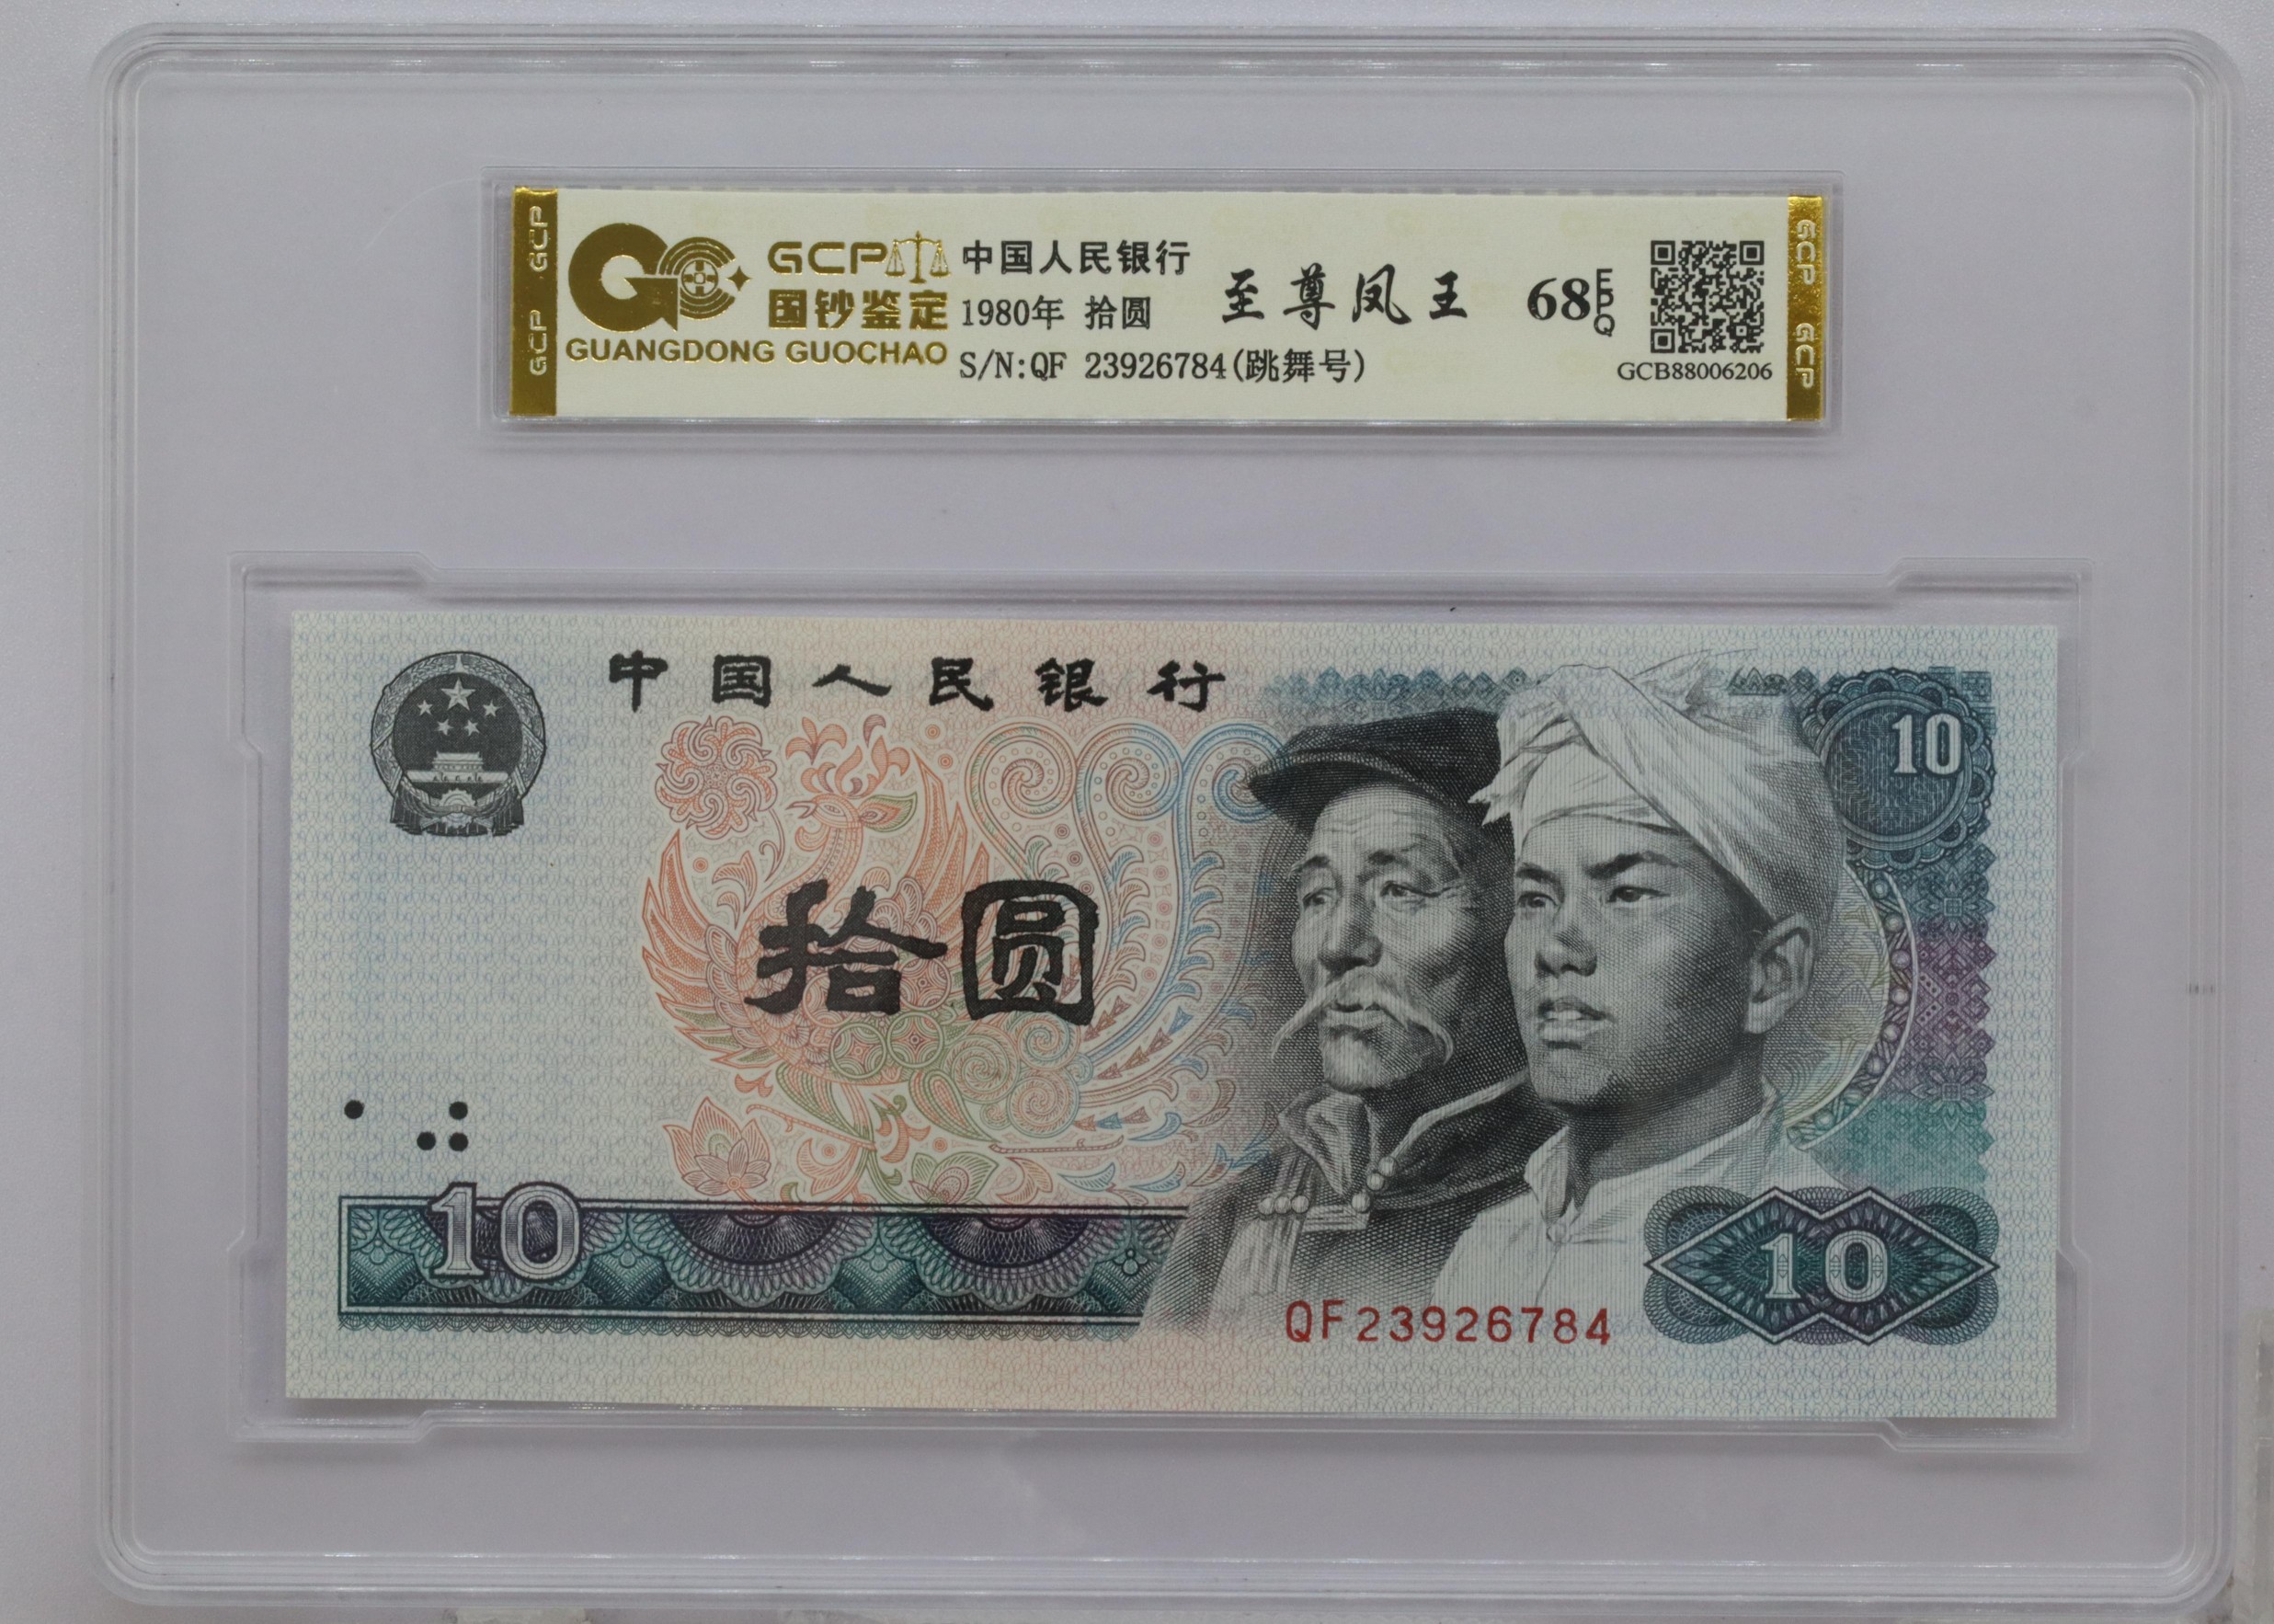 GCP GCP
GCP
国钞鉴定
GUANGDONG GUOCHAO
中国人民银行
1980年 拾圆
S/N:QF 23926784(跳舞号)
至尊凤王
68 EPQ
GCB88006206
GCP GCP
中国人民银行
10
拾圆
10
QF23926784
10